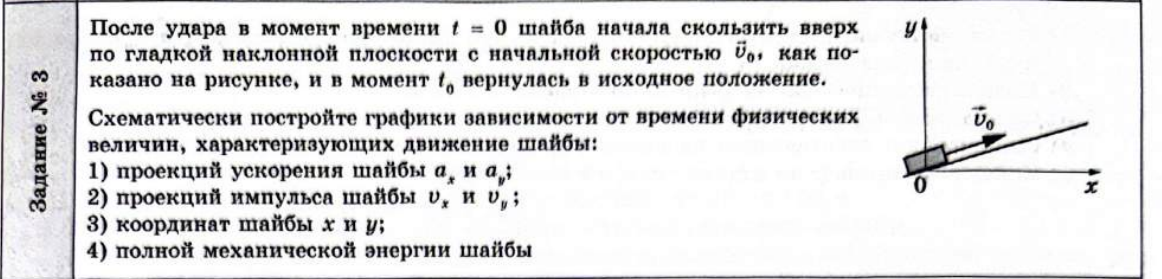 Задание № 3
После удара в момент времени t = 0 шайба начала скользить вверх
по гладкой наклонной плоскости с начальной скоростью v⃗₀, как по-
казано на рисунке, и в момент t₀ вернулась в исходное положение.
Схематически постройте графики зависимости от времени физических
величин, характеризующих движение шайбы:
1) проекций ускорения шайбы aₓ и a_y;
2) проекций импульса шайбы vₓ и v_y;
3) координат шайбы x и y;
4) полной механической энергии шайбы
y
v⃗₀
0
x